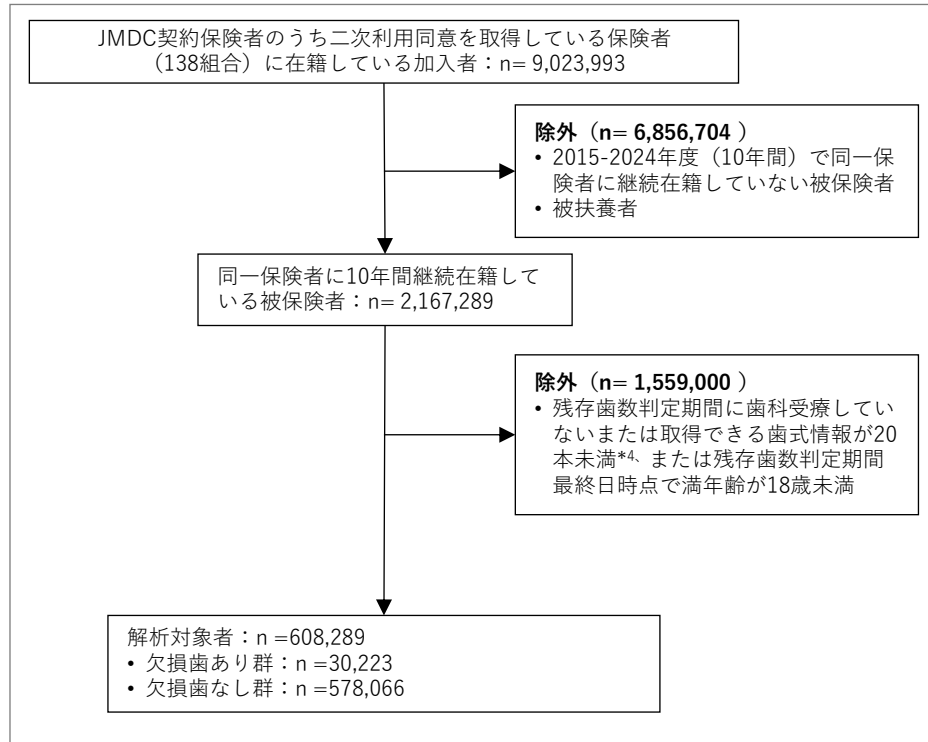 JMDC契約保険者のうち二次利用同意を取得している保険者
（138組合）に在籍している加入者：n= 9,023,993
除外（n= 6,856,704 ）
• 2015-2024年度（10年間）で同一保
険者に継続在籍していない被保険者
• 被扶養者
同一保険者に10年間継続在籍して
いる被保険者：n= 2,167,289
除外（n= 1,559,000 ）
• 残存歯数判定期間に歯科受療してい
ないまたは取得できる歯式情報が20
本未満*4、または残存歯数判定期間
最終日時点で満年齢が18歳未満
解析対象者：n =608,289
• 欠損歯あり群：n =30,223
• 欠損歯なし群：n =578,066